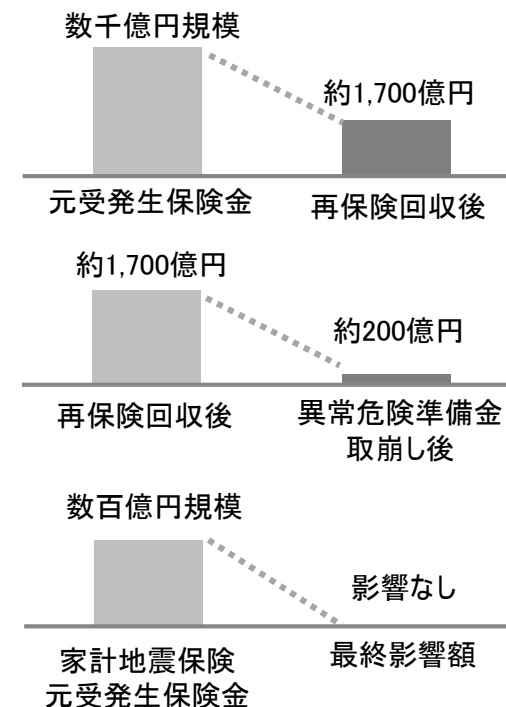 数千億円規模
約1,700億円
元受発生保険金
再保険回収後
約1,700億円
約200億円
再保険回収後
異常危険準備金
取崩し後
数百億円規模
影響なし
家計地震保険
元受発生保険金
最終影響額